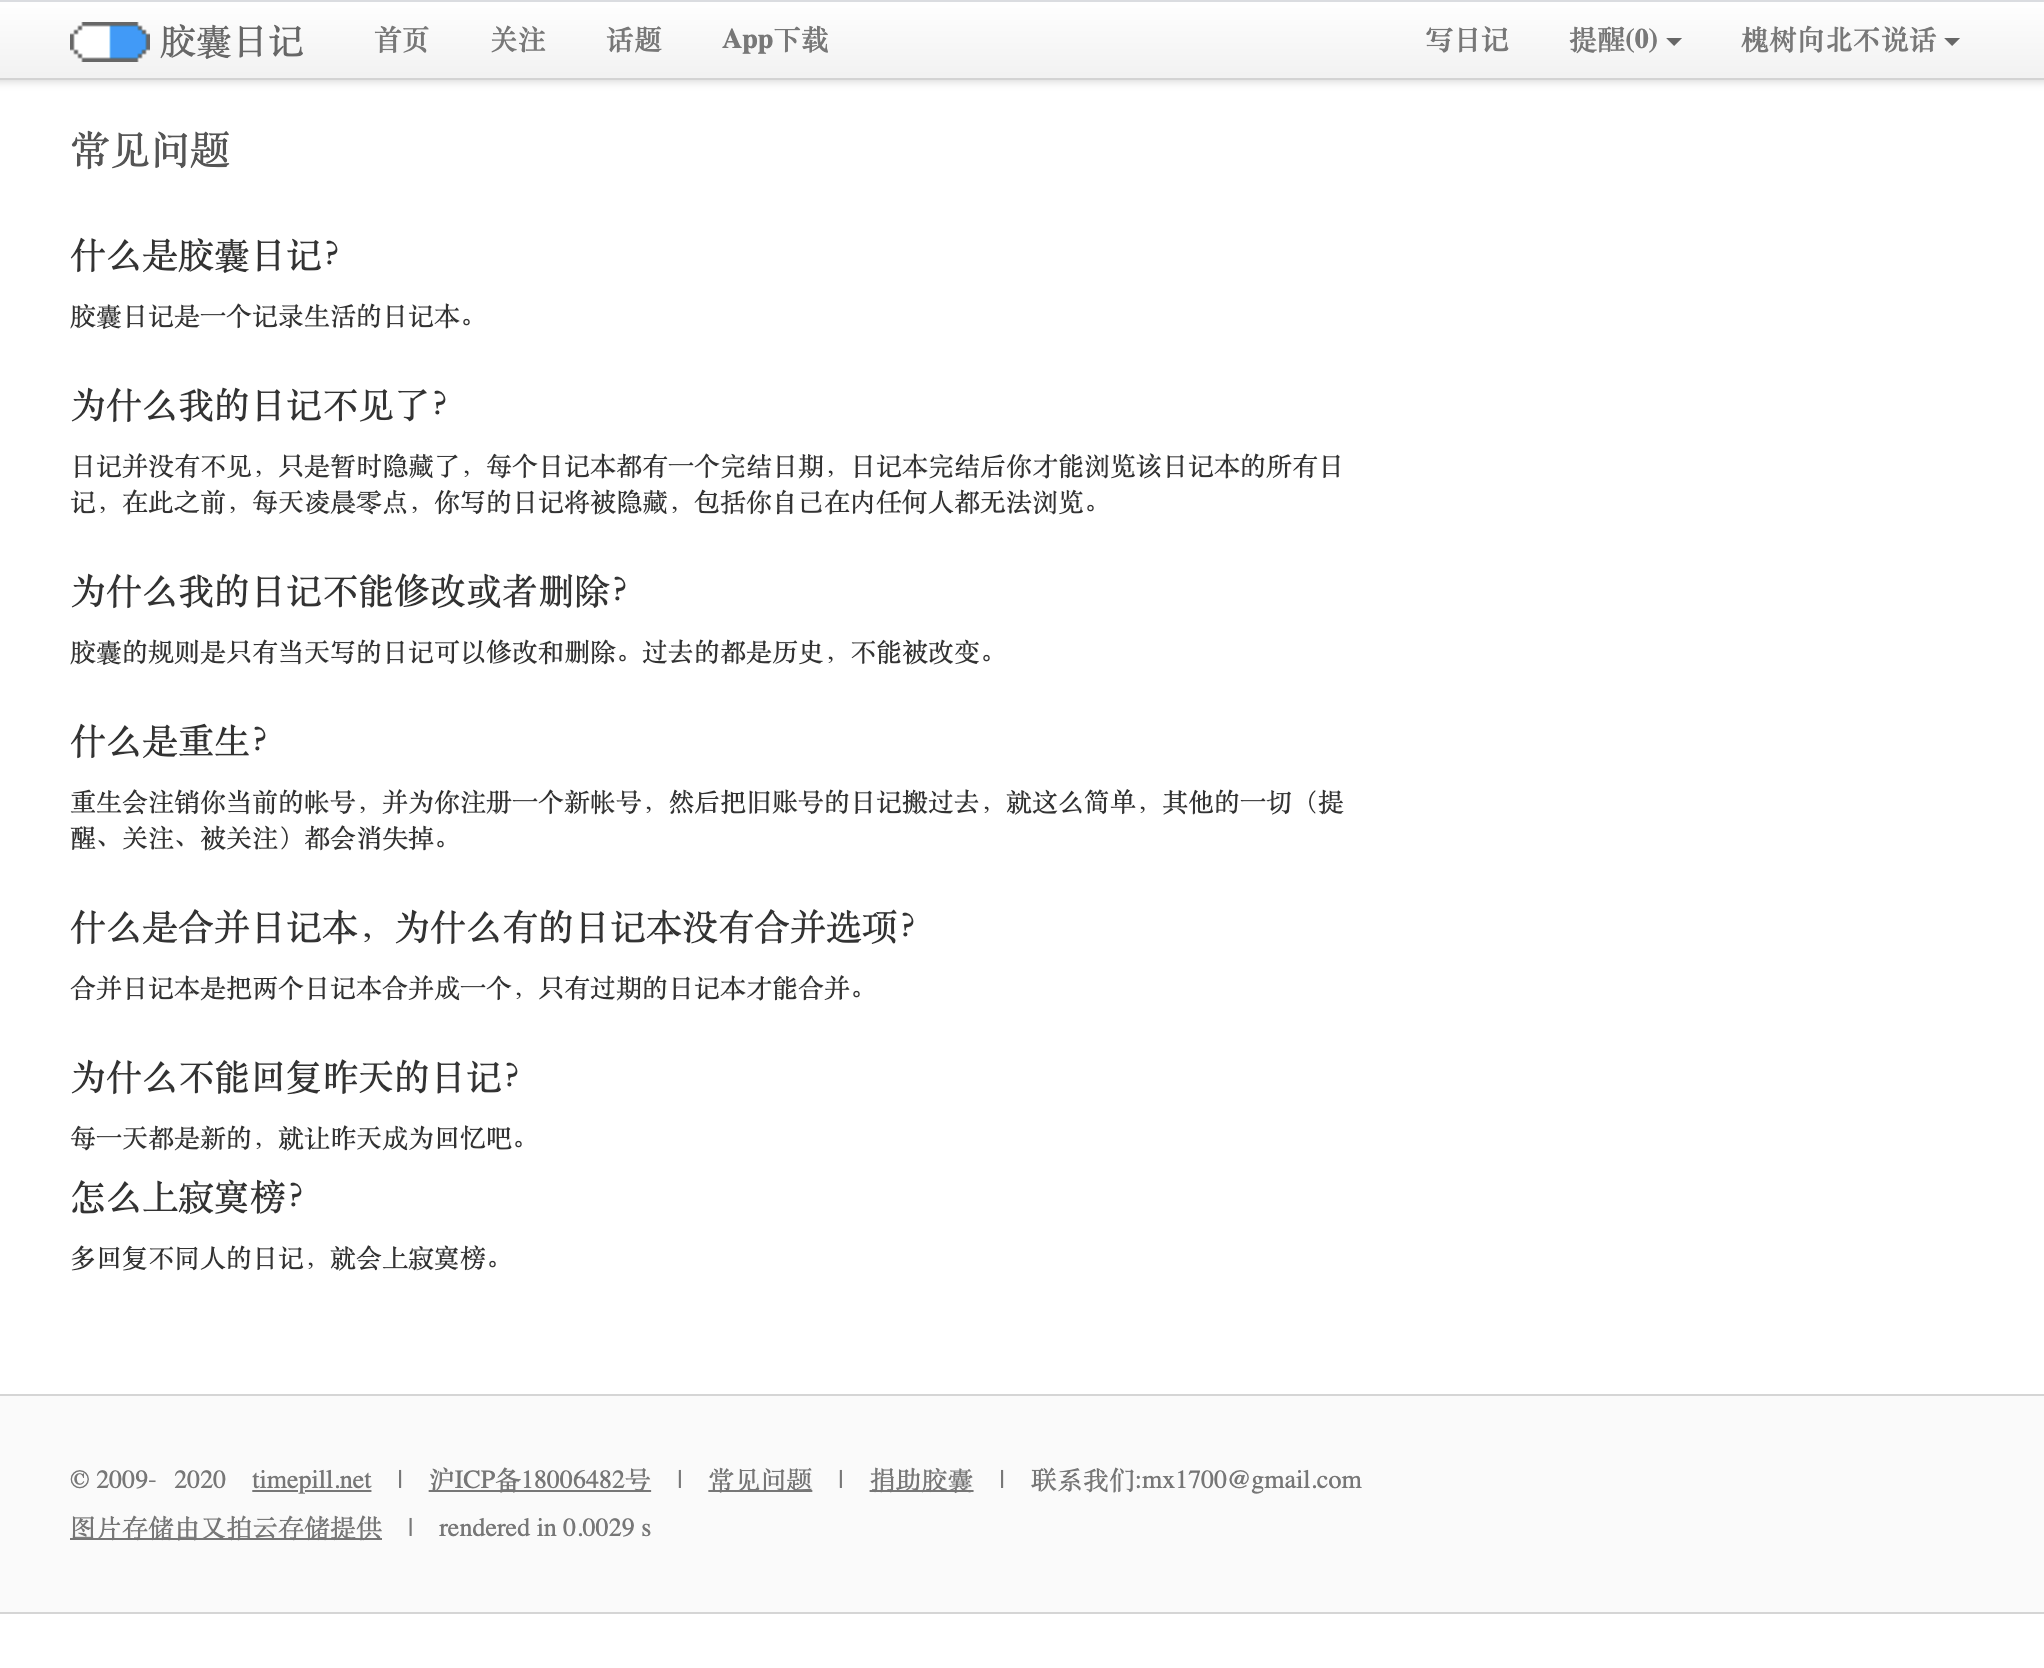 胶囊日记 首页 关注 话题 App下载 写日记 提醒(0) 槐树向北不说话
常见问题
什么是胶囊日记？
胶囊日记是一个记录生活的日记本。
为什么我的日记不见了？
日记并没有不见，只是暂时隐藏了，每个日记本都有一个完结日期，日记本完结后你才能浏览该日记本的所有日
记，在此之前，每天凌晨零点，你写的日记将被隐藏，包括你自己在内任何人都无法浏览。
为什么我的日记不能修改或者删除？
胶囊的规则是只有当天写的日记可以修改和删除。过去的都是历史，不能被改变。
什么是重生？
重生会注销你当前的帐号，并为你注册一个新帐号，然后把旧账号的日记搬过去，就这么简单，其他的一切（提
醒、关注、被关注）都会消失掉。
什么是合并日记本，为什么有的日记本没有合并选项？
合并日记本是把两个日记本合并成一个，只有过期的日记本才能合并。
为什么不能回复昨天的日记？
每一天都是新的，就让昨天成为回忆吧。
怎么上寂寞榜？
多回复不同人的日记，就会上寂寞榜。
© 2009- 2020 timepill.net | 沪ICP备18006482号 | 常见问题 | 捐助胶囊 | 联系我们:mx1700@gmail.com
图片存储由又拍云存储提供 | rendered in 0.0029 s